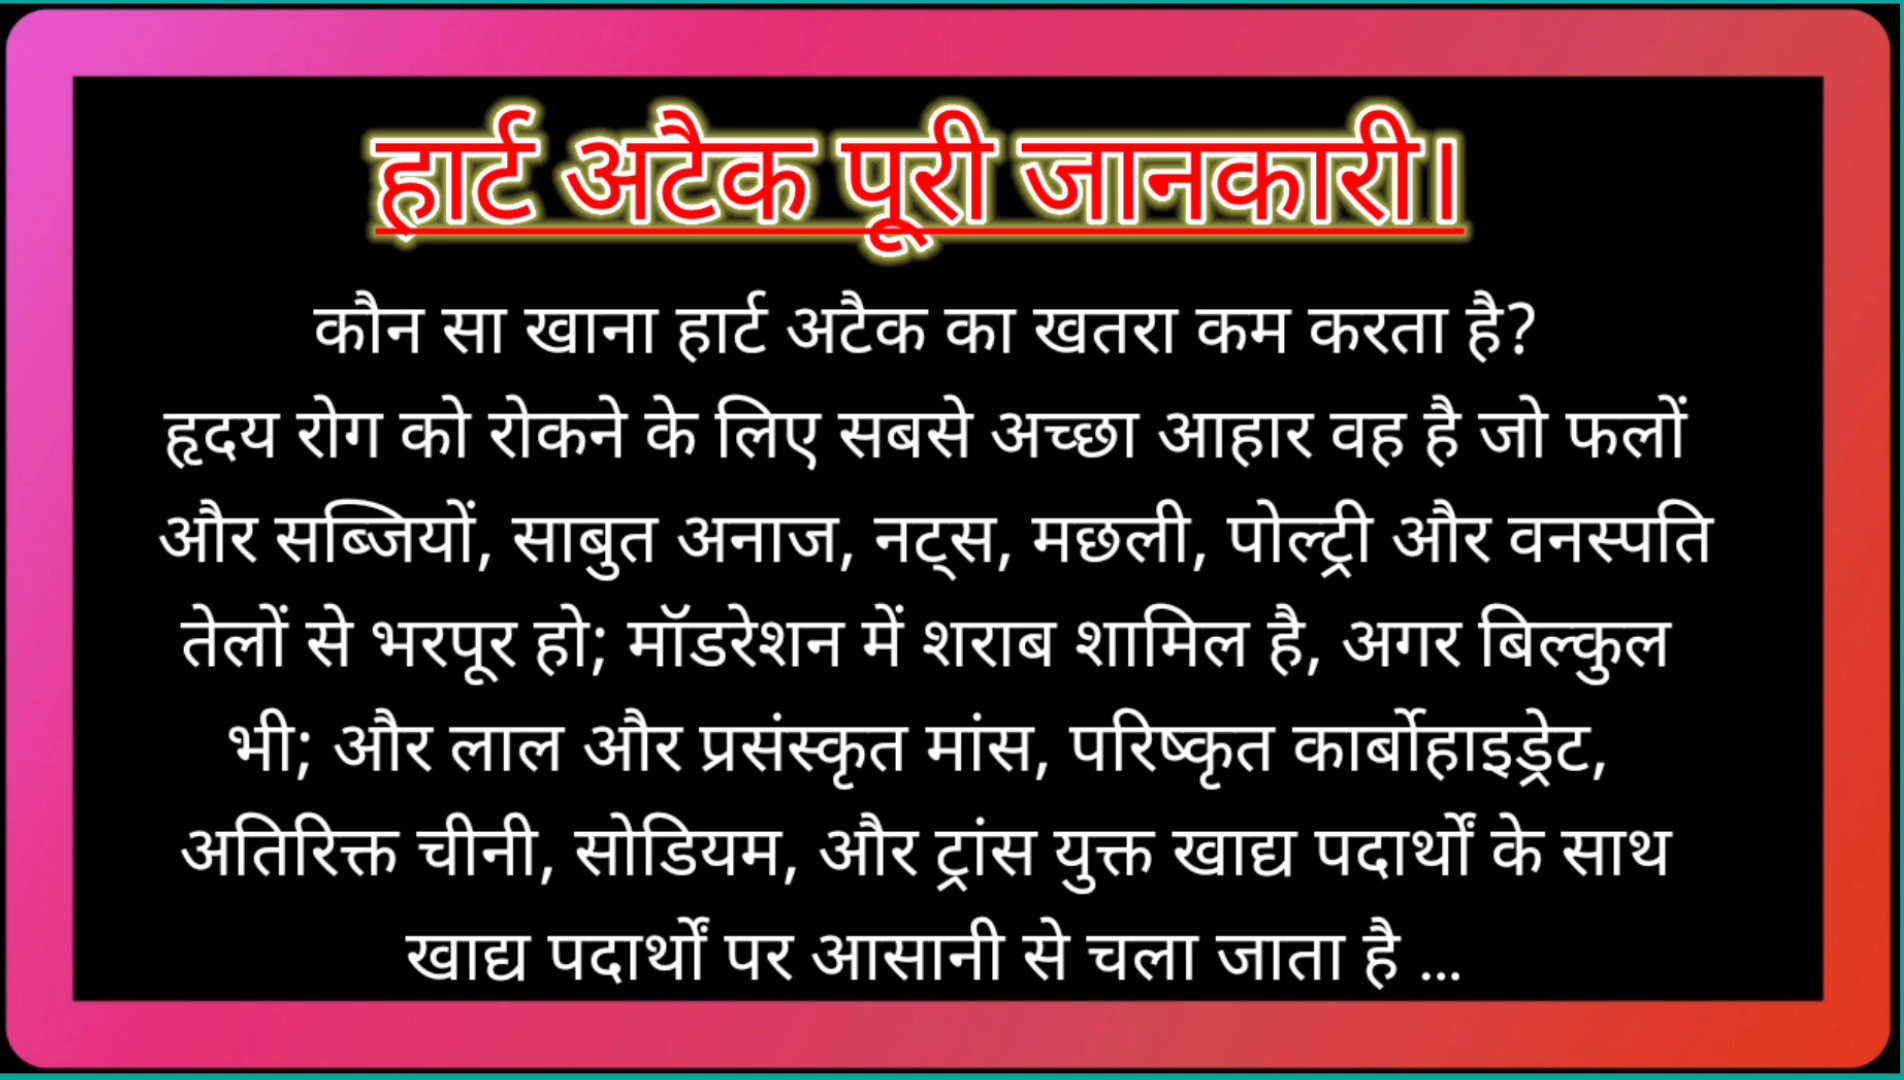 हार्ट अटैक पूरी जानकारी।
कौन सा खाना हार्ट अटैक का खतरा कम करता है?
हृदय रोग को रोकने के लिए सबसे अच्छा आहार वह है जो फलों
और सब्जियों, साबुत अनाज, नट्स, मछली, पोल्ट्री और वनस्पति
तेलों से भरपूर हो; मॉडरेशन में शराब शामिल है, अगर बिल्कुल
भी; और लाल और प्रसंस्कृत मांस, परिष्कृत कार्बोहाइड्रेट,
अतिरिक्त चीनी, सोडियम, और ट्रांस युक्त खाद्य पदार्थों के साथ
खाद्य पदार्थों पर आसानी से चला जाता है ...